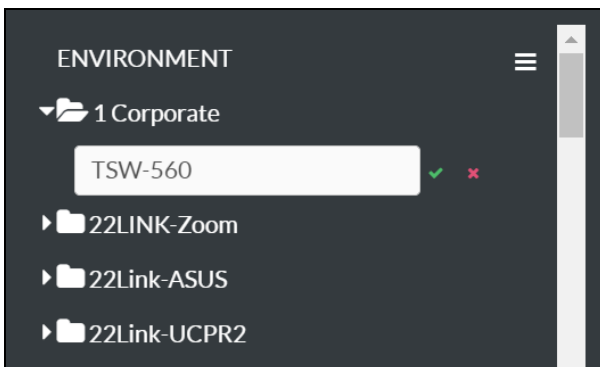 ENVIRONMENT
1 Corporate
TSW-560
22LINK-Zoom
22Link-ASUS
22Link-UCPR2